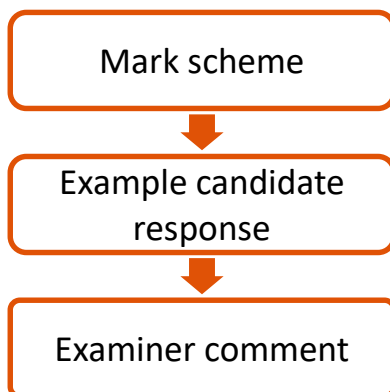 Mark scheme
Example candidate
response
Examiner comment